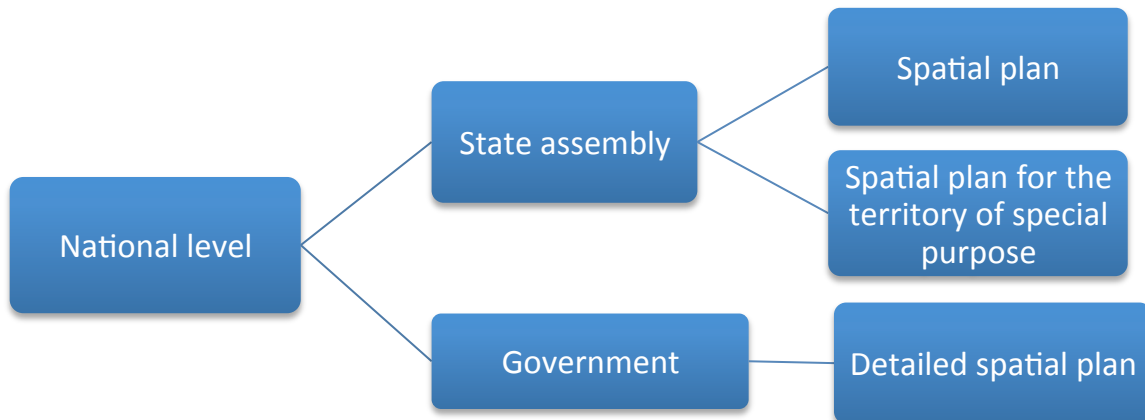 National level
State assembly
Spatial plan
Spatial plan for the
territory of special
purpose
Government
Detailed spatial plan